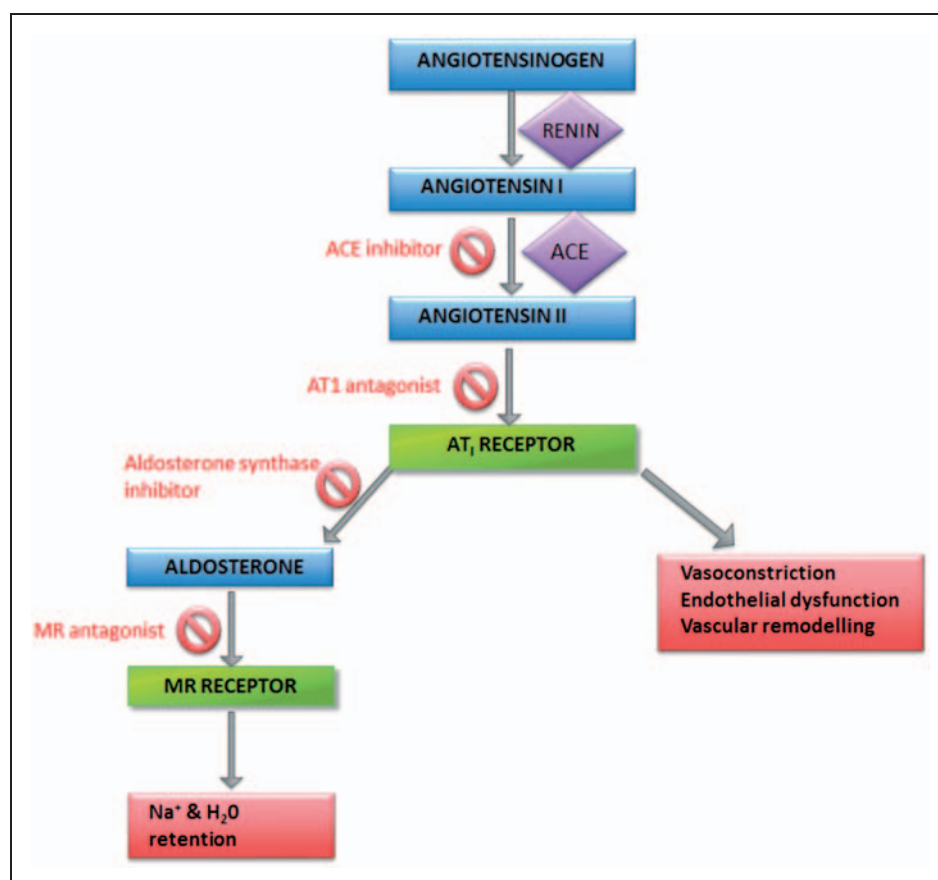 ANGIOTENSINOGEN
RENIN
ANGIOTENSIN I
ACE inhibitor
ACE
ANGIOTENSIN II
AT1 antagonist
ATI RECEPTOR
Aldosterone synthase
inhibitor
ALDOSTERONE
Vasoconstriction
Endothelial dysfunction
Vascular remodelling
MR antagonist
MR RECEPTOR
Na⁺ & H₂0
retention